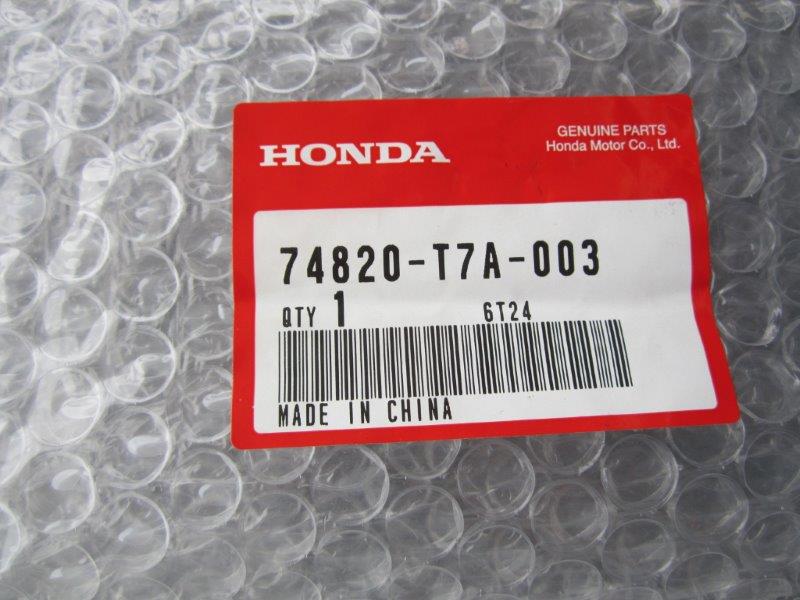 HONDA
GENUINE PARTS
Honda Motor Co., Ltd.
74820-T7A-003
QTY 1 6T24
MADE IN CHINA